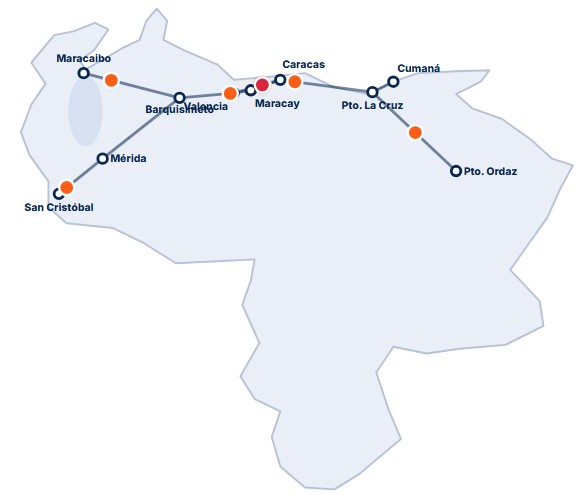 Maracaibo
Caracas
Cumaná
Barquisimeto
Valencia
Maracay
Pto. La Cruz
Mérida
Pto. Ordaz
San Cristóbal